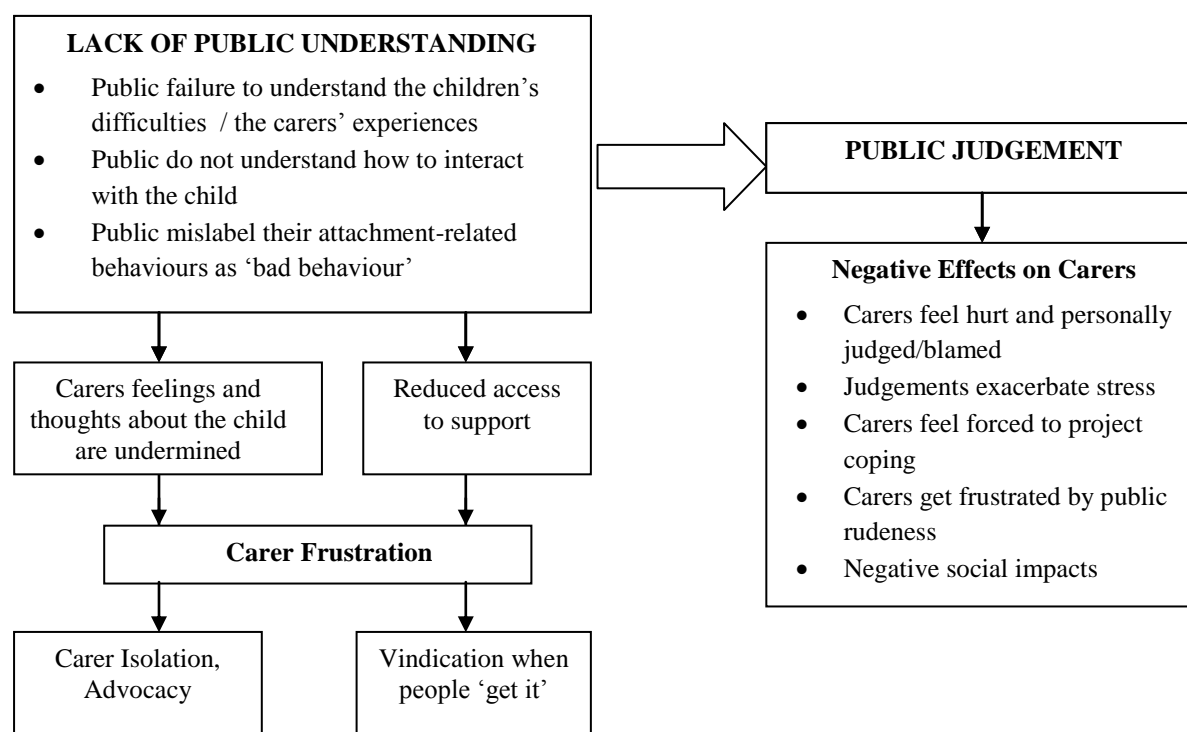 LACK OF PUBLIC UNDERSTANDING
• Public failure to understand the children’s
difficulties / the carers’ experiences
• Public do not understand how to interact
with the child
• Public mislabel their attachment-related
behaviours as ‘bad behaviour’
Carers feelings and
thoughts about the child
are undermined
Reduced access
to support
Carer Frustration
Carer Isolation,
Advocacy
Vindication when
people ‘get it’
PUBLIC JUDGEMENT
Negative Effects on Carers
• Carers feel hurt and personally
judged/blamed
• Judgements exacerbate stress
• Carers feel forced to project
coping
• Carers get frustrated by public
rudeness
• Negative social impacts